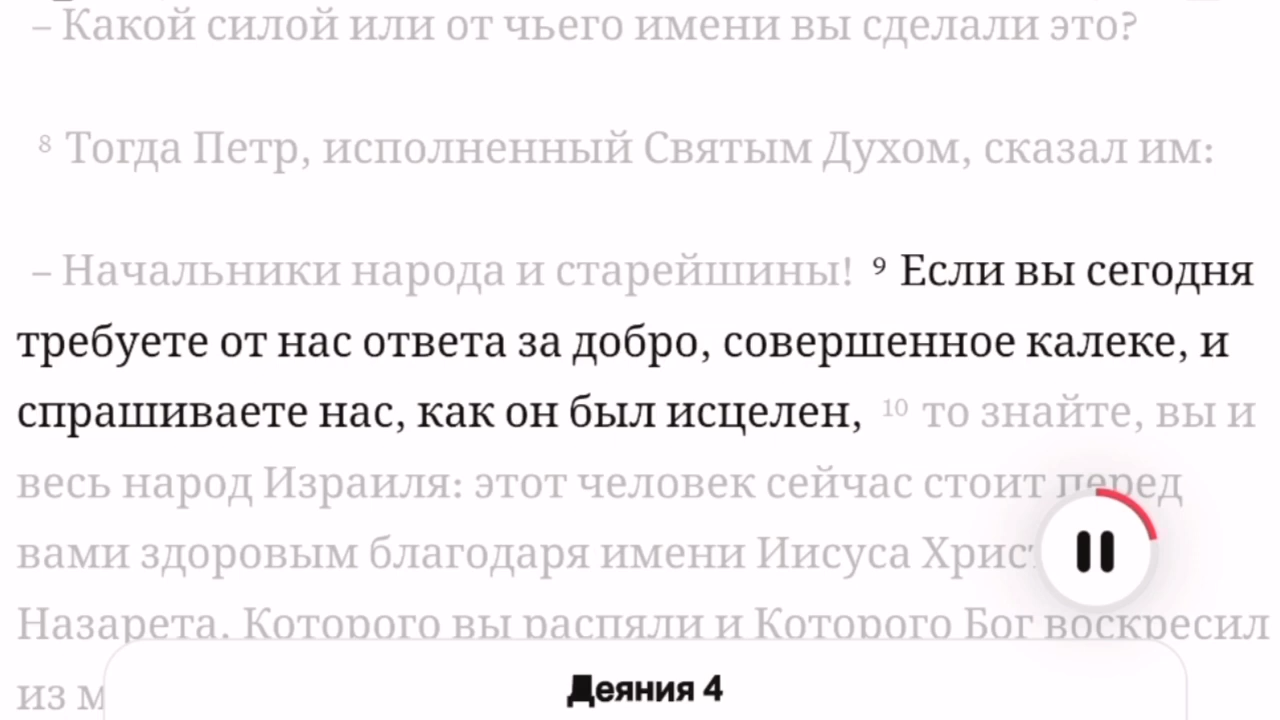 – Какой силой или от чьего имени вы сделали это?
8 Тогда Петр, исполненный Святым Духом, сказал им:
– Начальники народа и старейшины! 9 Если вы сегодня
требуете от нас ответа за добро, совершенное калеке, и
спрашиваете нас, как он был исцелен, 10 то знайте, вы и
весь народ Израиля: этот человек сейчас стоит перед
вами здоровым благодаря имени Иисуса
Назарета, Которого вы распяли и Которого Бог воскресил
из
Деяния 4